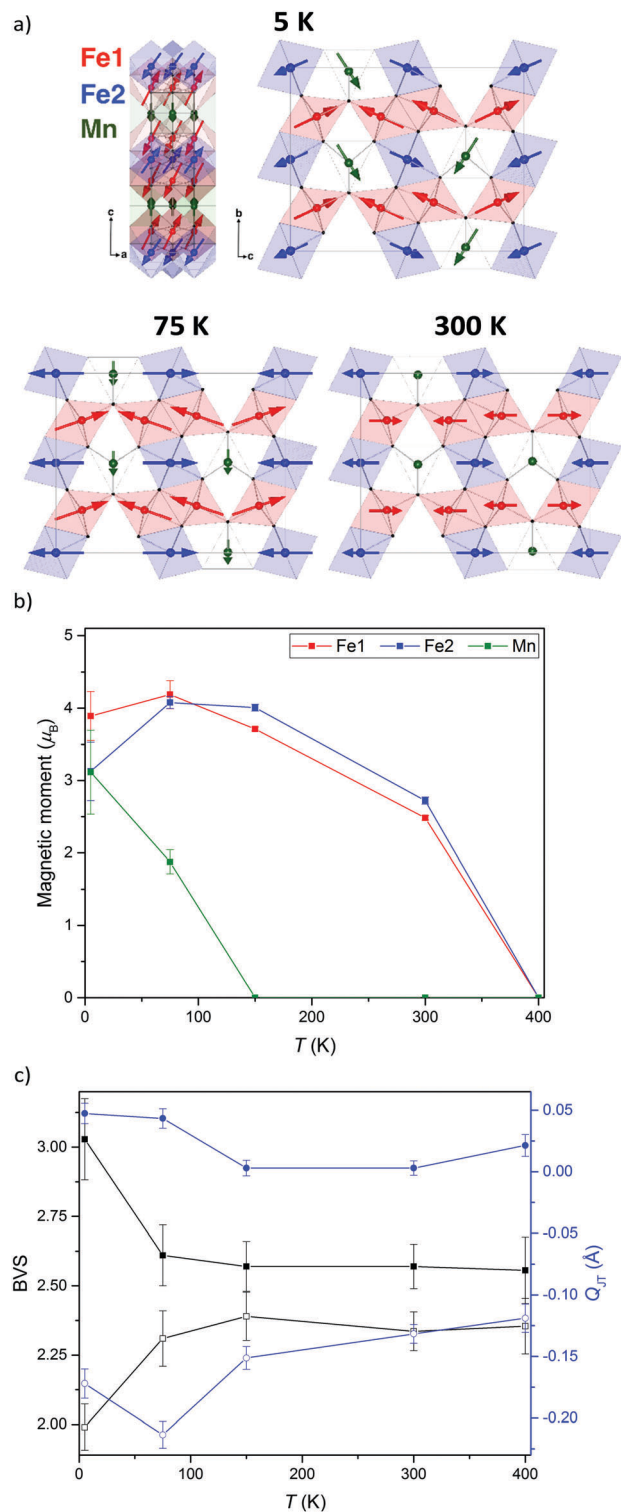 a)
5 K
Fe1
Fe2
Mn
c
a
b
c
75 K
300 K
b)
Fe1 Fe2 Mn
5
4
3
2
1
0
Magnetic moment (μB)
0 100 200 300 400
T (K)
c)
3.00
2.75
2.50
2.25
2.00
BVS
0.05
0.00
-0.05
-0.10
-0.15
-0.20
QJT (Å)
0 100 200 300 400
T (K)